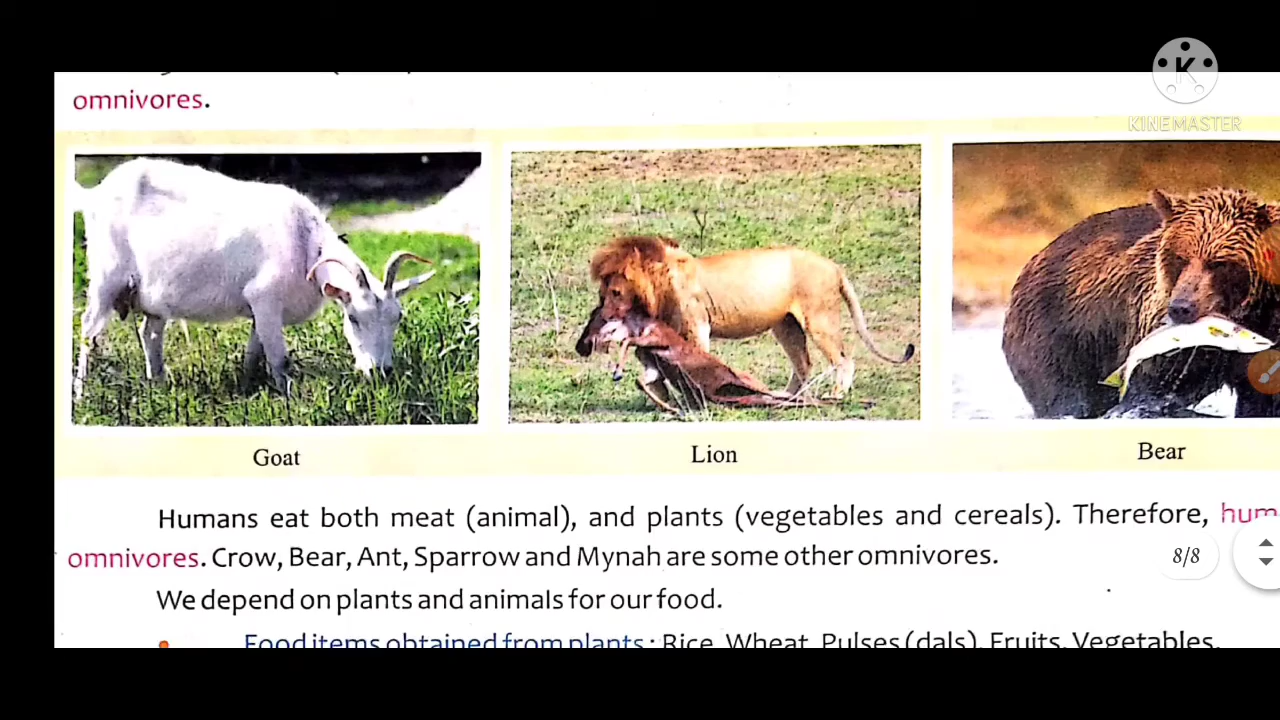 KINEMASTER
omnivores.
Goat Lion Bear
Humans eat both meat (animal), and plants (vegetables and cereals). Therefore, hum
omnivores. Crow, Bear, Ant, Sparrow and Mynah are some other omnivores.
8/8
We depend on plants and animals for our food.
Food items obtained from plants : Rice, Wheat, Pulses (dals), Fruits, Vegetables,